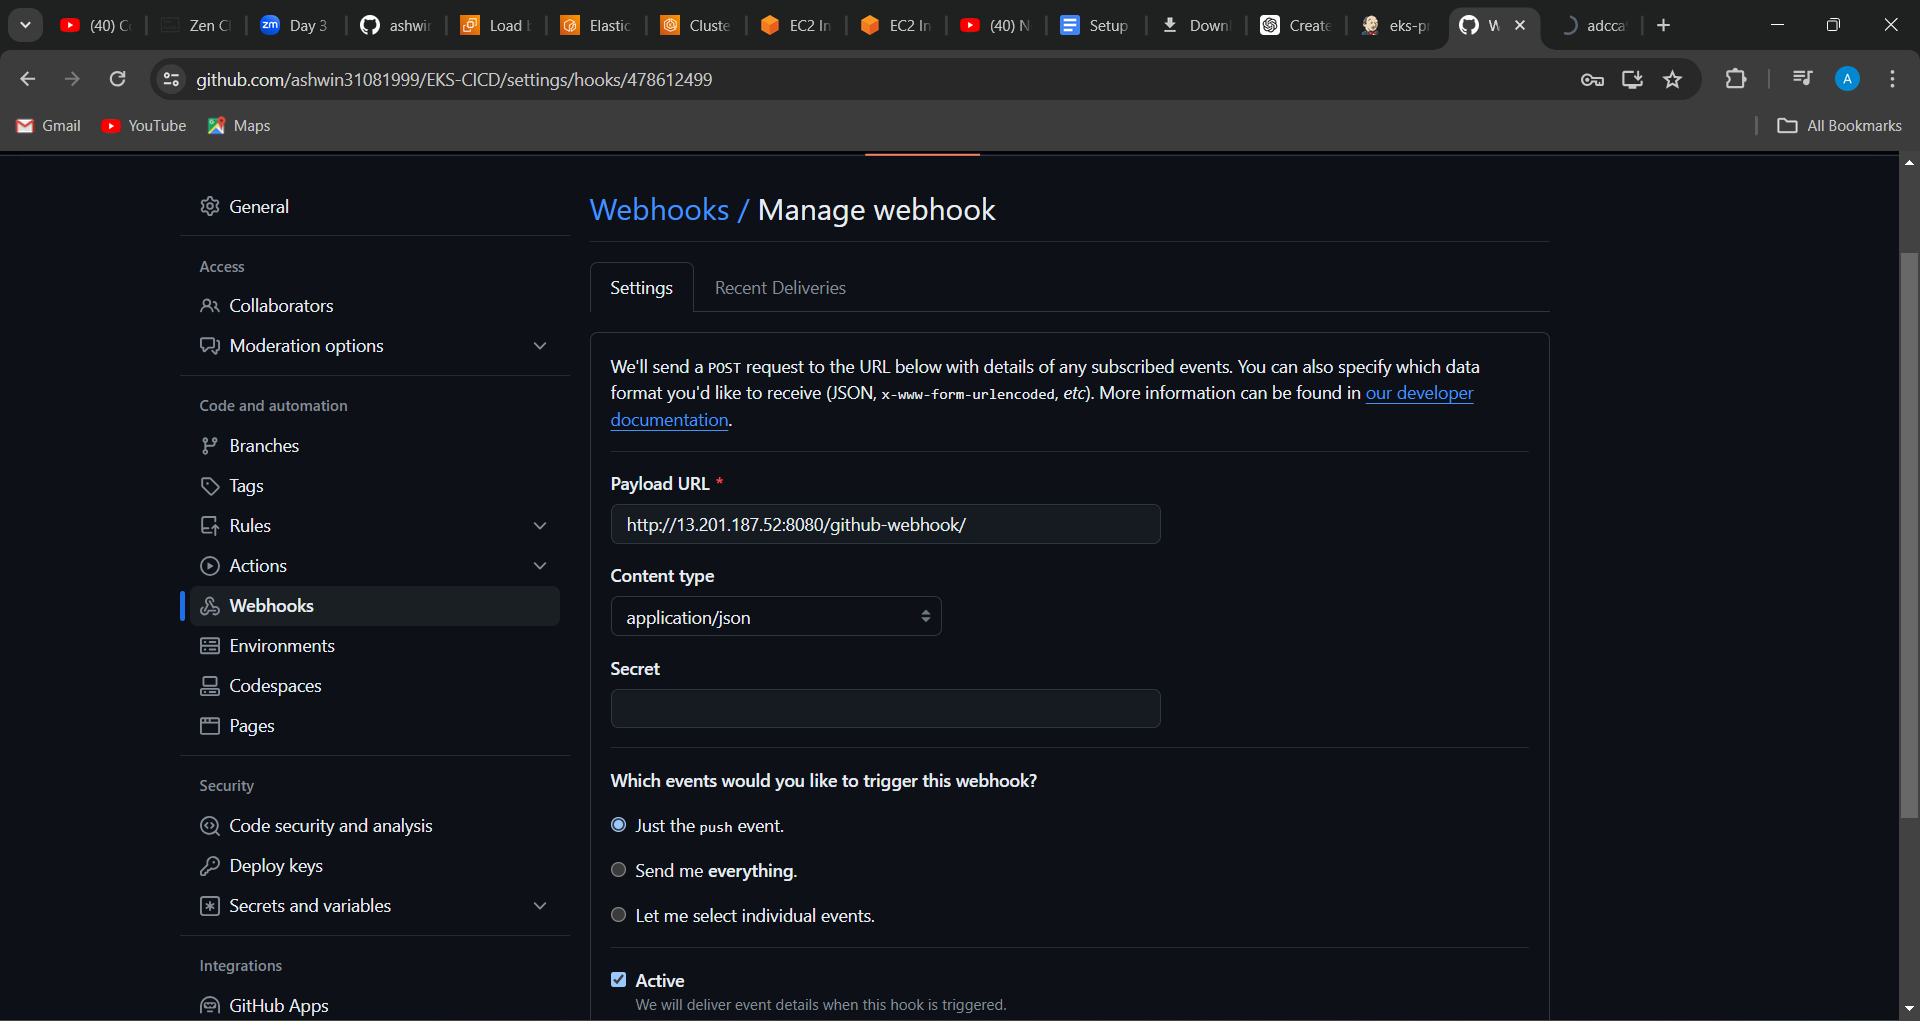 (40) C
Zen Cl
Day 3
ashwin
Load b
Elastic
Cluste
EC2 In
EC2 In
(40) N
Setup
Downl
Create
eks-pr
W
adcca
github.com/ashwin31081999/EKS-CICD/settings/hooks/478612499
A
Gmail
YouTube
Maps
All Bookmarks
General
Access
Collaborators
Moderation options
Code and automation
Branches
Tags
Rules
Actions
Webhooks
Environments
Codespaces
Pages
Security
Code security and analysis
Deploy keys
Secrets and variables
Integrations
GitHub Apps
Webhooks / Manage webhook
Settings
Recent Deliveries
We'll send a POST request to the URL below with details of any subscribed events. You can also specify which data
format you'd like to receive (JSON, x-www-form-urlencoded, etc). More information can be found in our developer
documentation.
Payload URL *
http://13.201.187.52:8080/github-webhook/
Content type
application/json
Secret
Which events would you like to trigger this webhook?
Just the push event.
Send me everything.
Let me select individual events.
Active
We will deliver event details when this hook is triggered.